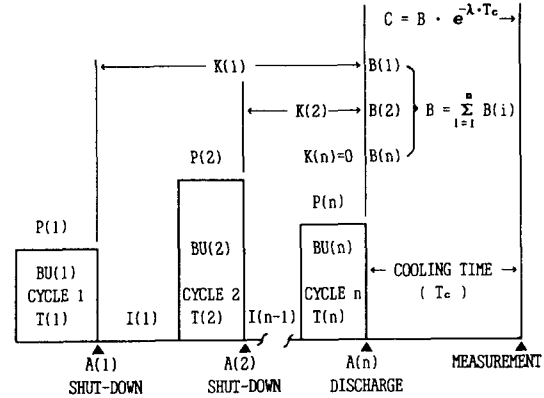 C = B · e^-λ·Tc
K(1) B(1)
K(2) B(2) B = n Σ i=1 B(i)
K(n)=0 B(n)
P(2)
P(n)
P(1)
BU(2) BU(n)
BU(1) COOLING TIME
CYCLE 1 CYCLE 2 CYCLE n ( Tc )
T(1) I(1) T(2) I(n-1) T(n)
A(1) A(2) A(n) MEASUREMENT
SHUT-DOWN SHUT-DOWN DISCHARGE